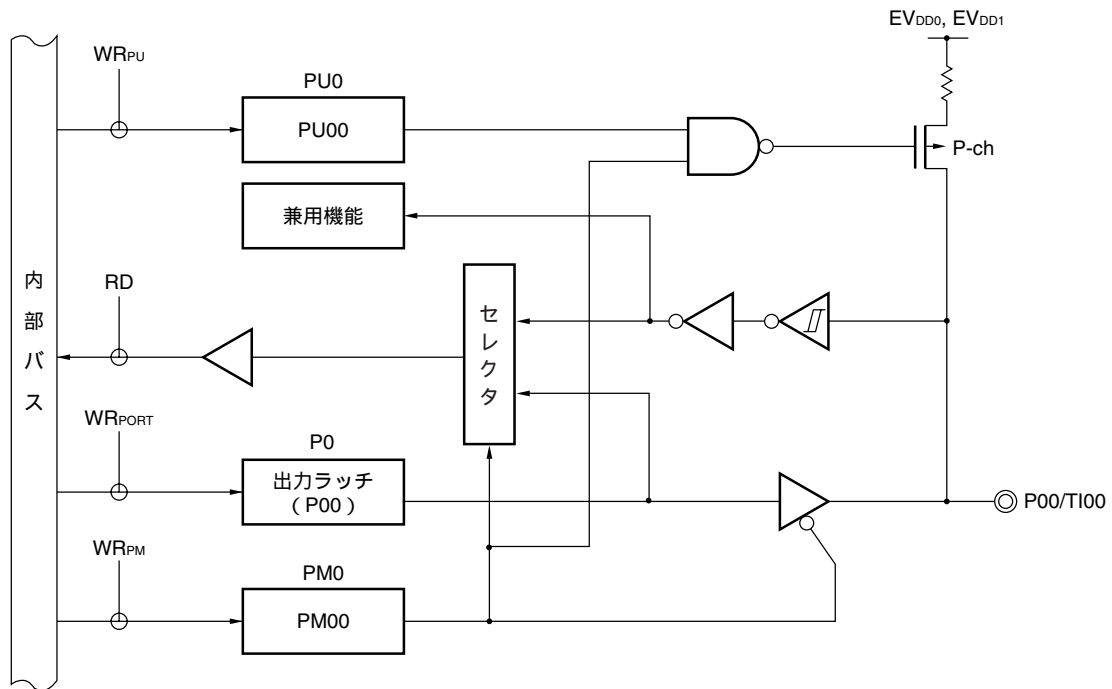 EVDD0, EVDD1
WRPU
PU0
PU00
P-ch
兼用機能
内部バス
RD
セレクタ
WRPORT
P0
出力ラッチ
(P00)
P00/TI00
WRPM
PM0
PM00